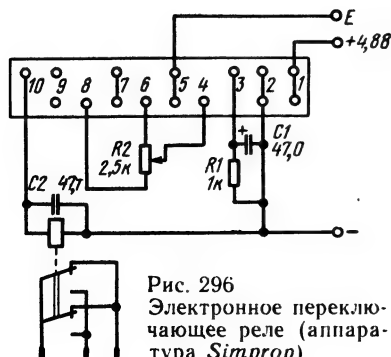 E
+4,88
10 9 8 7 6 5 4 3 2 1
R2
2,5к
+
C1
47,0
R1
1к
C2 47,т
−
Рис. 296
Электронное переклю-
чающее реле (аппара-
тура Simprop)